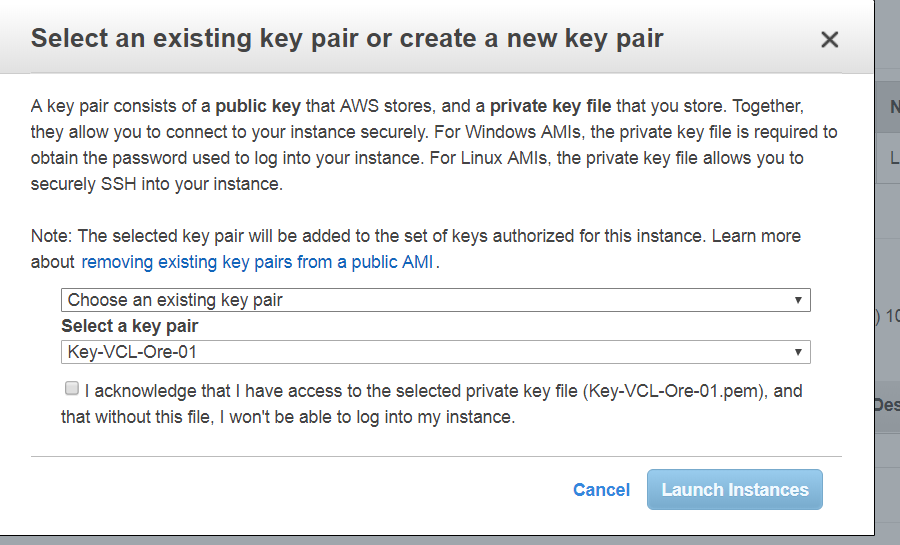 Select an existing key pair or create a new key pair
A key pair consists of a public key that AWS stores, and a private key file that you store. Together,
they allow you to connect to your instance securely. For Windows AMIs, the private key file is required to
obtain the password used to log into your instance. For Linux AMIs, the private key file allows you to
securely SSH into your instance.
Note: The selected key pair will be added to the set of keys authorized for this instance. Learn more
about removing existing key pairs from a public AMI.
Choose an existing key pair
Select a key pair
Key-VCL-Ore-01
I acknowledge that I have access to the selected private key file (Key-VCL-Ore-01.pem), and
that without this file, I won't be able to log into my instance.
Cancel Launch Instances